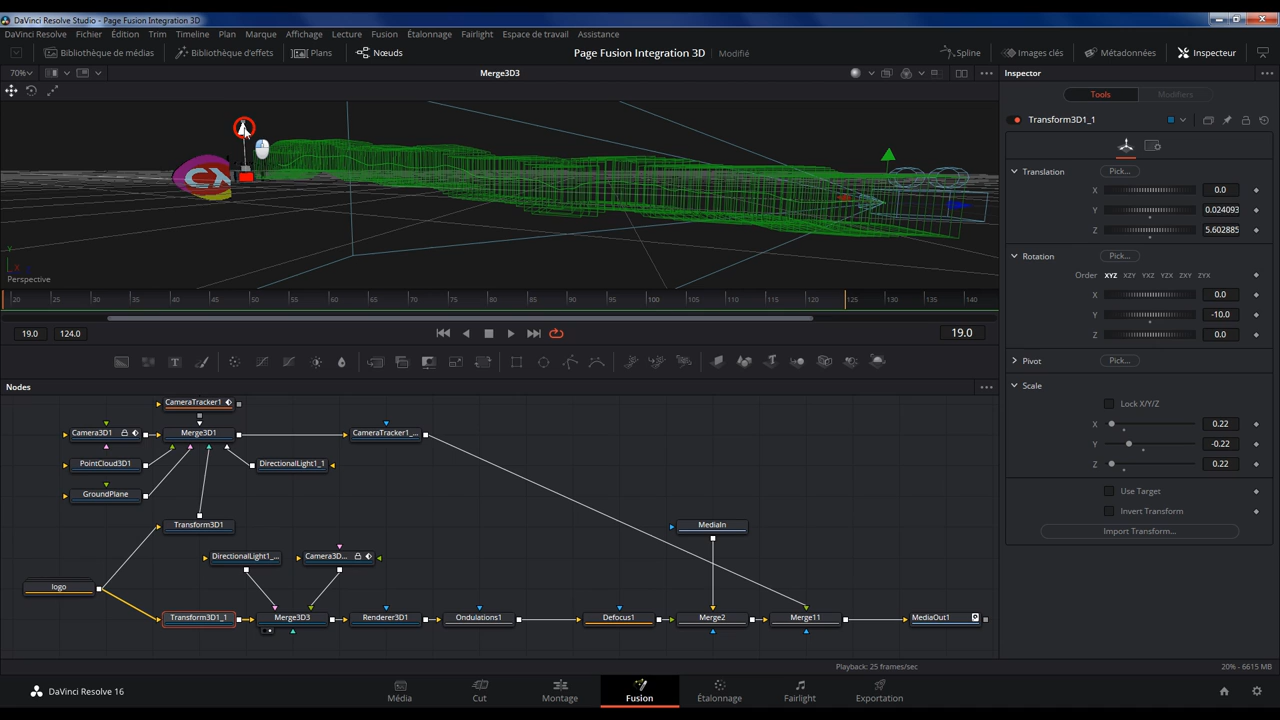 DaVinci Resolve Studio - Page Fusion Integration 3D
DaVinci Resolve Fichier Édition Trim Timeline Plan Marque Affichage Lecture Fusion Étalonnage Fairlight Espace de travail Assistance
Bibliothèque de médias Bibliothèque d'effets Plans Nœuds Page Fusion Integration 3D Modifié Spline Images clés Métadonnées Inspecteur
70% Merge3D3 Inspector
Tools Modifiers
Transform3D1_1
Translation Pick...
X 0.0
Y 0.024093
Z 5.602885
Rotation Pick...
Order XYZ XZY YXZ YZX ZXY ZYX
X 0.0
Y -10.0
Z 0.0
Pivot Pick...
Scale
Lock X/Y/Z
X 0.22
Y -0.22
Z 0.22
Use Target
Invert Transform
Import Transform...
Y
X
Perspective
20 25 30 35 40 45 50 55 60 65 70 75 80 85 90 95 100 105 110 115 120 125 130 135 140
19.0 124.0 19.0
Nodes
CameraTracker1
Camera3D1 Merge3D1 CameraTracker1_...
PointCloud3D1 DirectionalLight1_1
GroundPlane
Transform3D1 MediaIn
DirectionalLight1_... Camera3D...
logo
Transform3D1_1 Merge3D3 Renderer3D1 Ondulations1 Defocus1 Merge2 Merge11 MediaOut1
Playback: 25 frames/sec 20% - 6615 MB
DaVinci Resolve 16 Média Cut Montage Fusion Étalonnage Fairlight Exportation